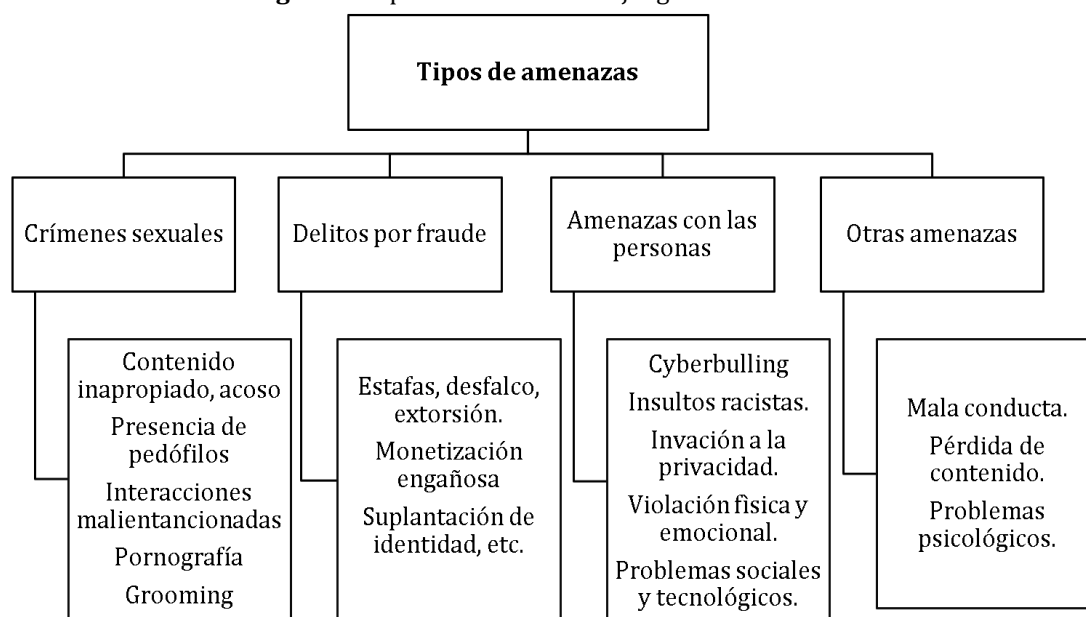 Tipos de amenazas
Crímenes sexuales
Delitos por fraude
Amenazas con las
personas
Otras amenazas
Contenido
inapropiado, acoso
Presencia de
pedófilos
Interacciones
malientancionadas
Pornografía
Grooming
Estafas, desfalco,
extorsión.
Monetización
engañosa
Suplantación de
identidad, etc.
Cyberbulling
Insultos racistas.
Invación a la
privacidad.
Violación fìsica y
emocional.
Problemas sociales
y tecnológicos.
Mala conducta.
Pérdida de
contenido.
Problemas
psicológicos.